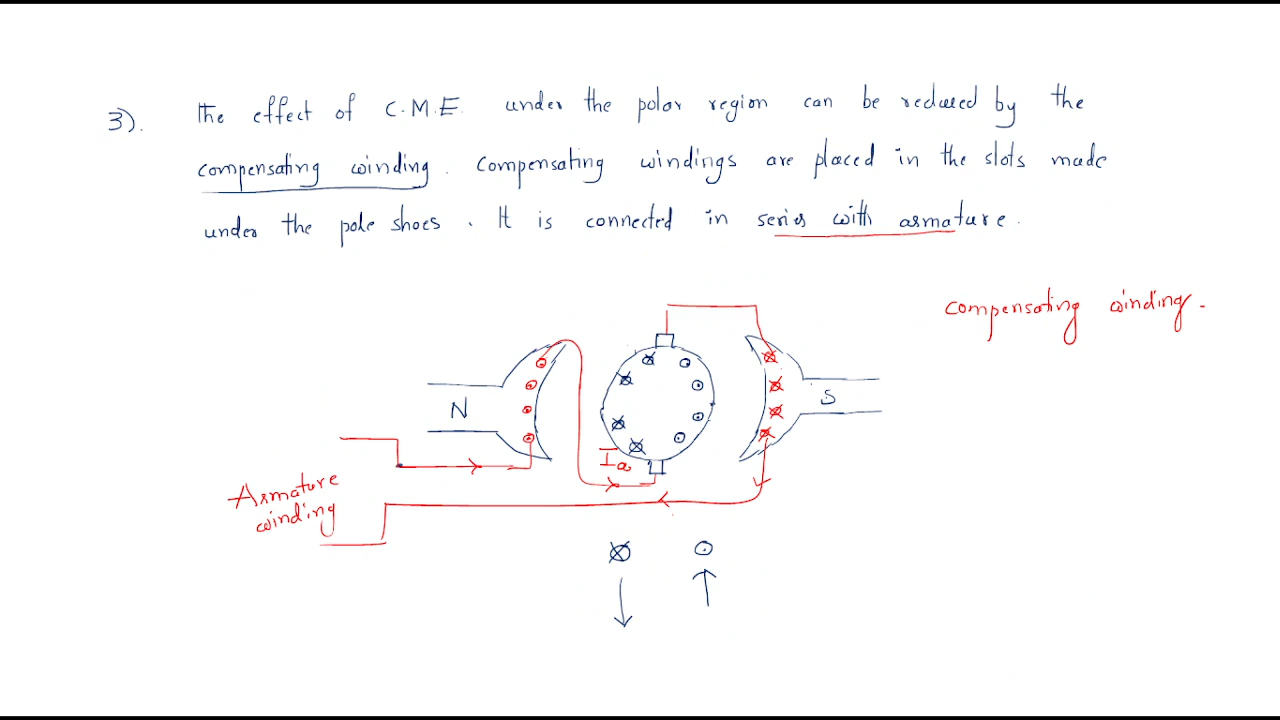 3). The effect of C.M.E. under the polar region can be reduced by the
compensating winding. Compensating windings are placed in the slots made
under the pole shoes. It is connected in series with armature.
compensating winding.
N
S
Ia
Armature
winding